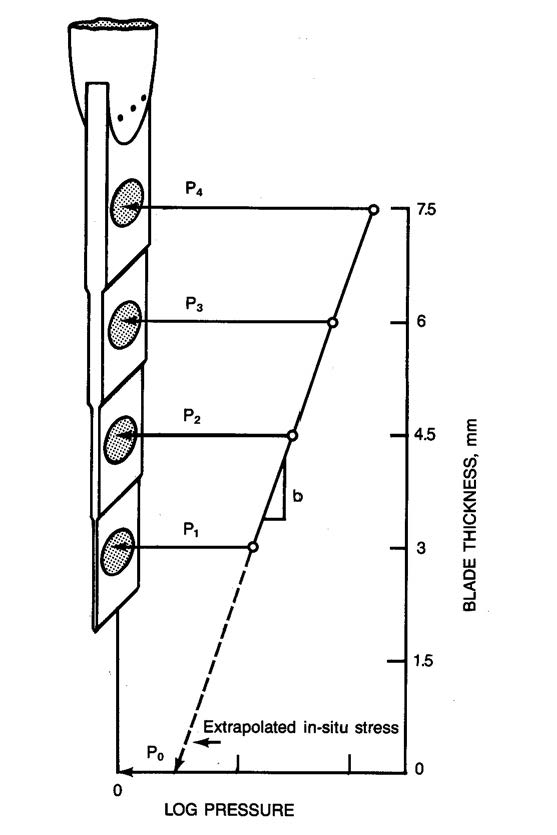 P4
7.5
P3
6
P2
4.5
b
P1
3
BLADE THICKNESS, mm
1.5
Extrapolated in-situ stress
P0
0
0
LOG PRESSURE